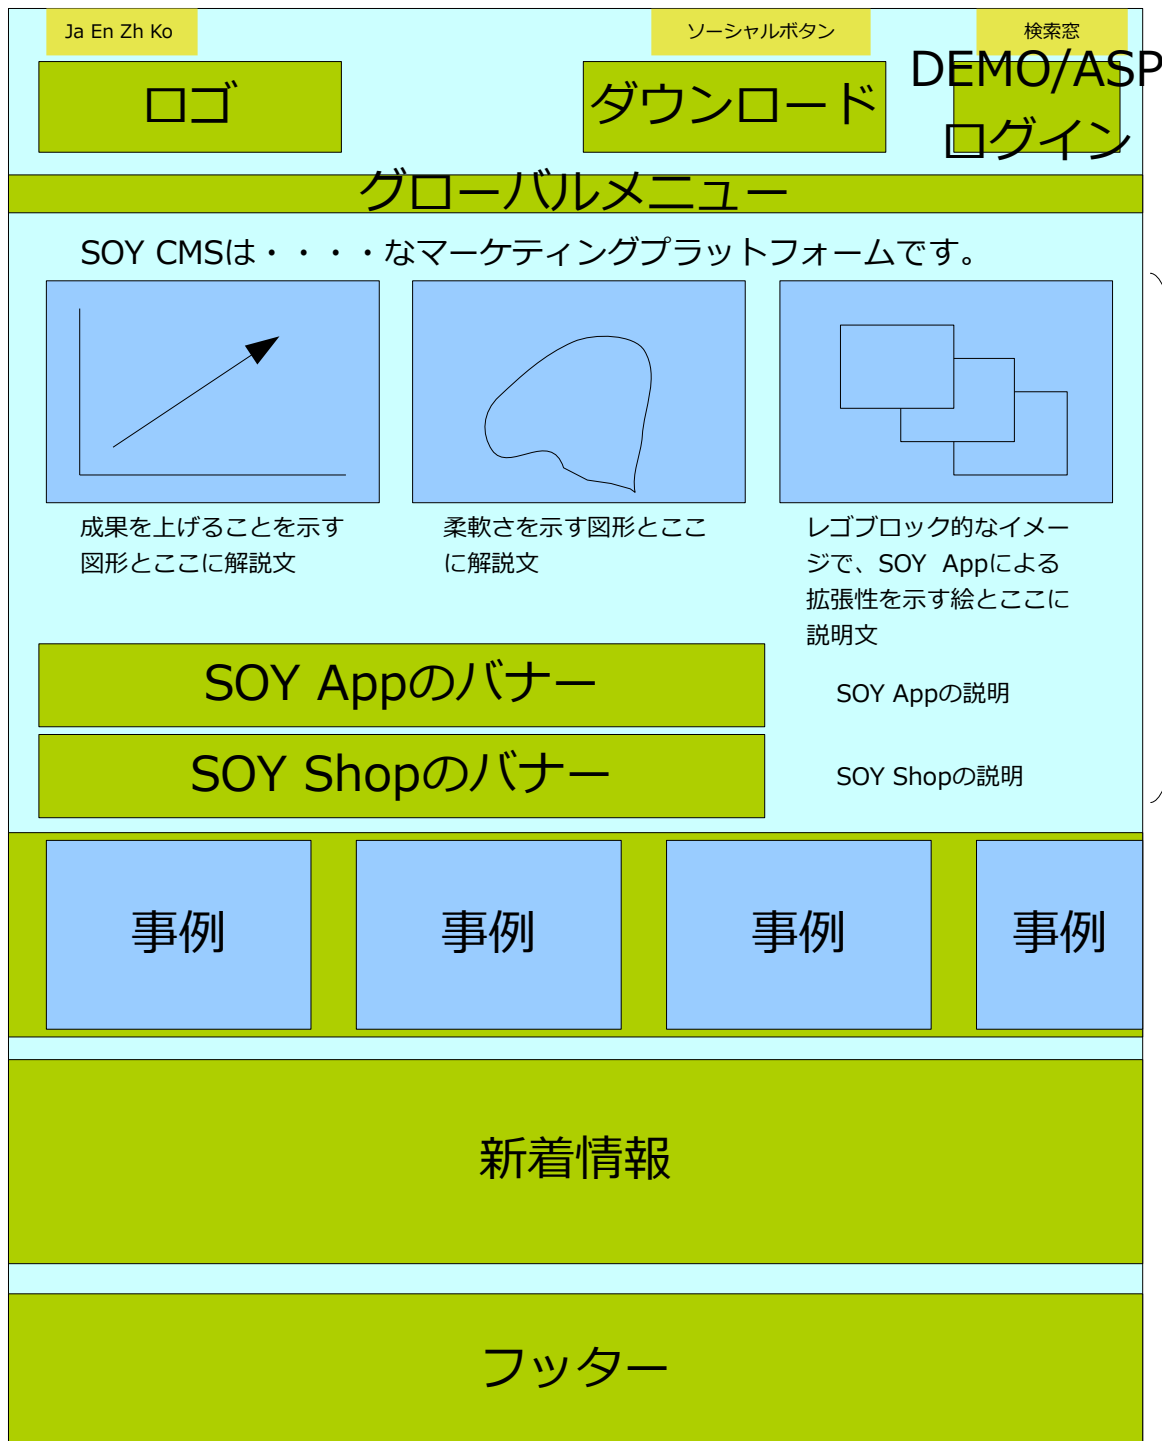 Ja En Zh Ko
ソーシャルボタン
検索窓
ロゴ
ダウンロード
DEMO/ASP
ログイン
グローバルメニュー
SOY CMSは・・・・なマーケティングプラットフォームです。
成果を上げることを示す
図形とここに解説文
柔軟さを示す図形とここ
に解説文
レゴブロック的なイメー
ジで、SOY Appによる
拡張性を示す絵とここに
説明文
SOY Appのバナー
SOY Appの説明
SOY Shopのバナー
SOY Shopの説明
事例
事例
事例
事例
新着情報
フッター